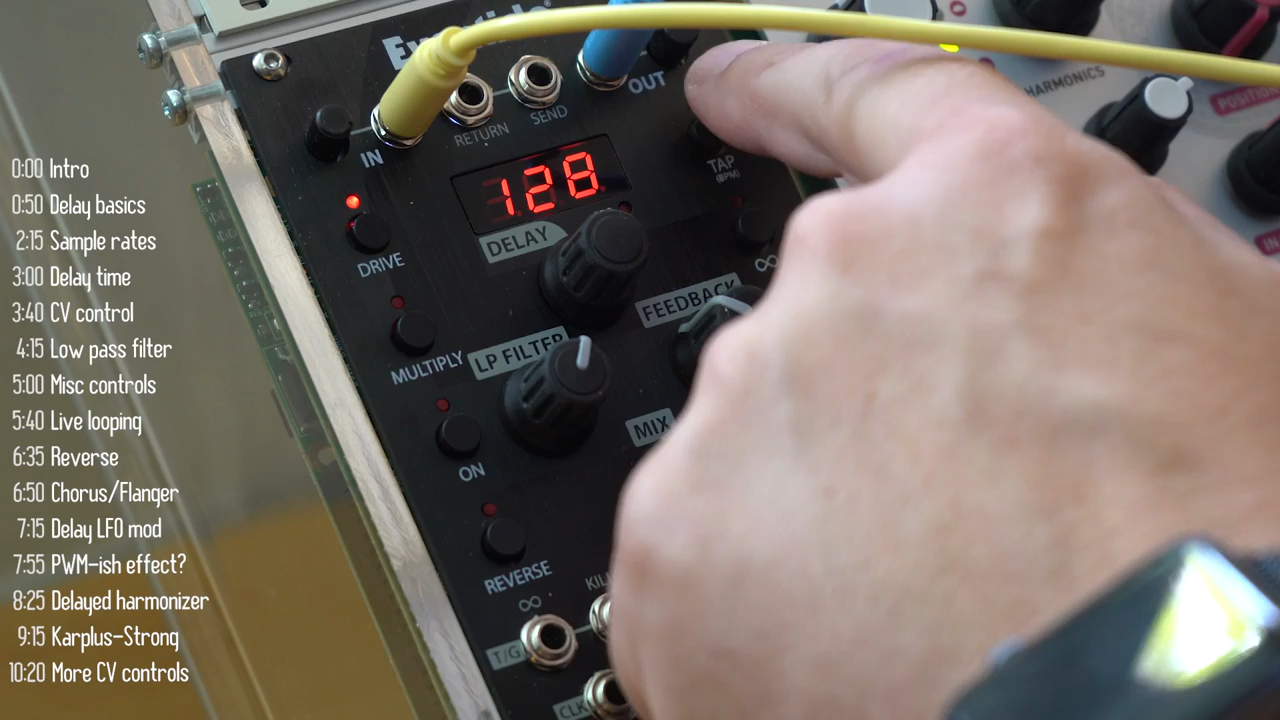 0:00 Intro
0:50 Delay basics
2:15 Sample rates
3:00 Delay time
3:40 CV control
4:15 Low pass filter
5:00 Misc controls
5:40 Live looping
6:35 Reverse
6:50 Chorus/Flanger
7:15 Delay LFO mod
7:55 PWM-ish effect?
8:25 Delayed harmonizer
9:15 Karplus-Strong
10:20 More CV controls
IN
RETURN
SEND
OUT
TAP
(BPM)
128
DELAY
DRIVE
∞
FEEDBACK
MULTIPLY
LP FILTER
MIX
ON
REVERSE
∞
T/G
CLK
HARMONICS
POSITION